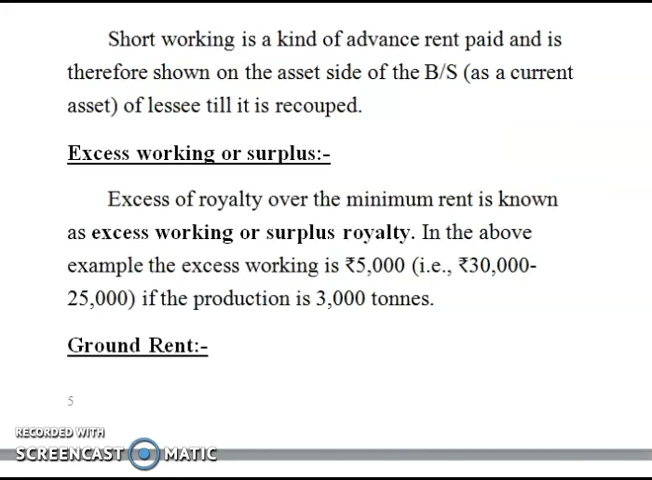 Short working is a kind of advance rent paid and is
therefore shown on the asset side of the B/S (as a current
asset) of lessee till it is recouped.
Excess working or surplus:-
Excess of royalty over the minimum rent is known
as excess working or surplus royalty. In the above
example the excess working is ₹5,000 (i.e., ₹30,000-
25,000) if the production is 3,000 tonnes.
Ground Rent:-
5
RECORDED WITH
SCREENCAST MATIC